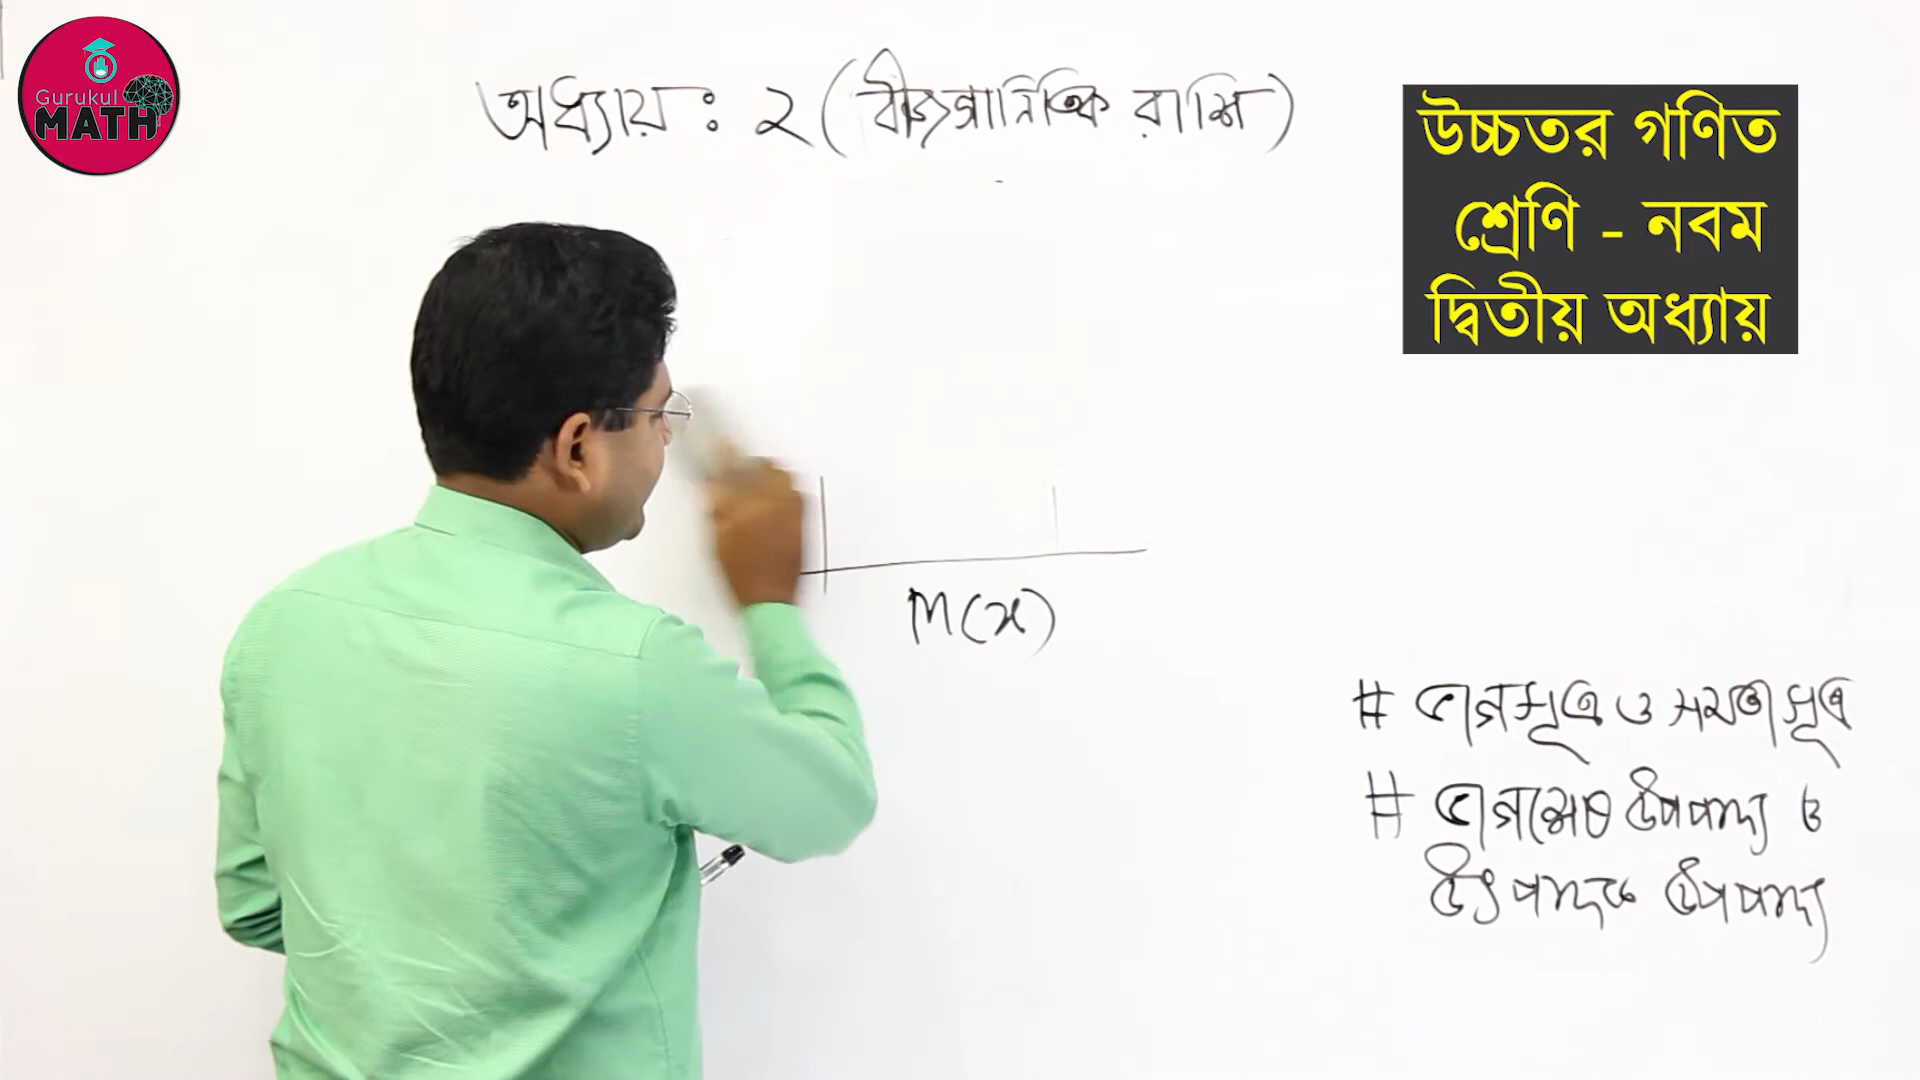 Gurukul
MATH
অধ্যায়ঃ ২ (বীজগাণিতিক রাশি)
উচ্চতর গণিত
শ্রেণি - নবম
দ্বিতীয় অধ্যায়
M(x)
# ভাগসূত্র ও সমতাসূত্র
# ভাগশেষ উপপাদ্য ও
উৎপাদক উপপাদ্য